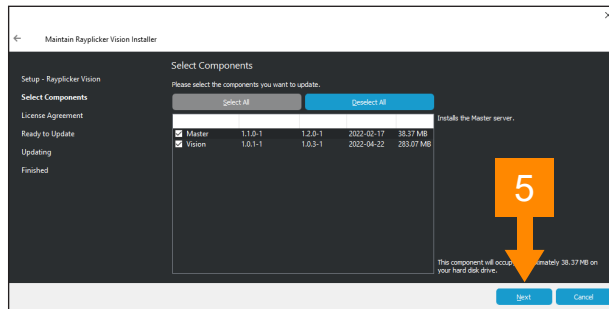 Maintain Rayplicker Vision Installer
Select Components
Setup - Rayplicker Vision
Please select the components you want to update.
Select Components
Select All
Deselect All
License Agreement
Installs the Master server.
Ready to Update
Master 1.1.0-1 1.2.0-1 2022-02-17 38.37 MB
Vision 1.0.1-1 1.0.3-1 2022-04-22 283.07 MB
Updating
Finished
5
This component will occup imately 38.37 MB on
your hard disk drive.
Next
Cancel